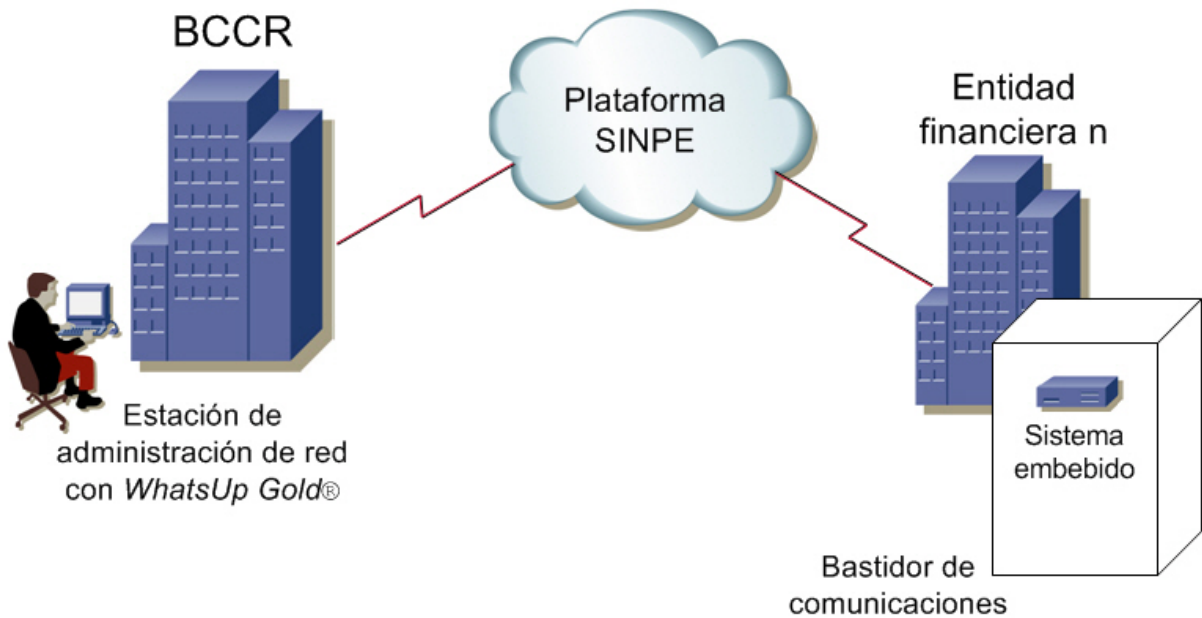 BCCR
Plataforma
SINPE
Entidad
financiera n
Estación de
administración de red
con WhatsUp Gold®
Sistema
embebido
Bastidor de
comunicaciones